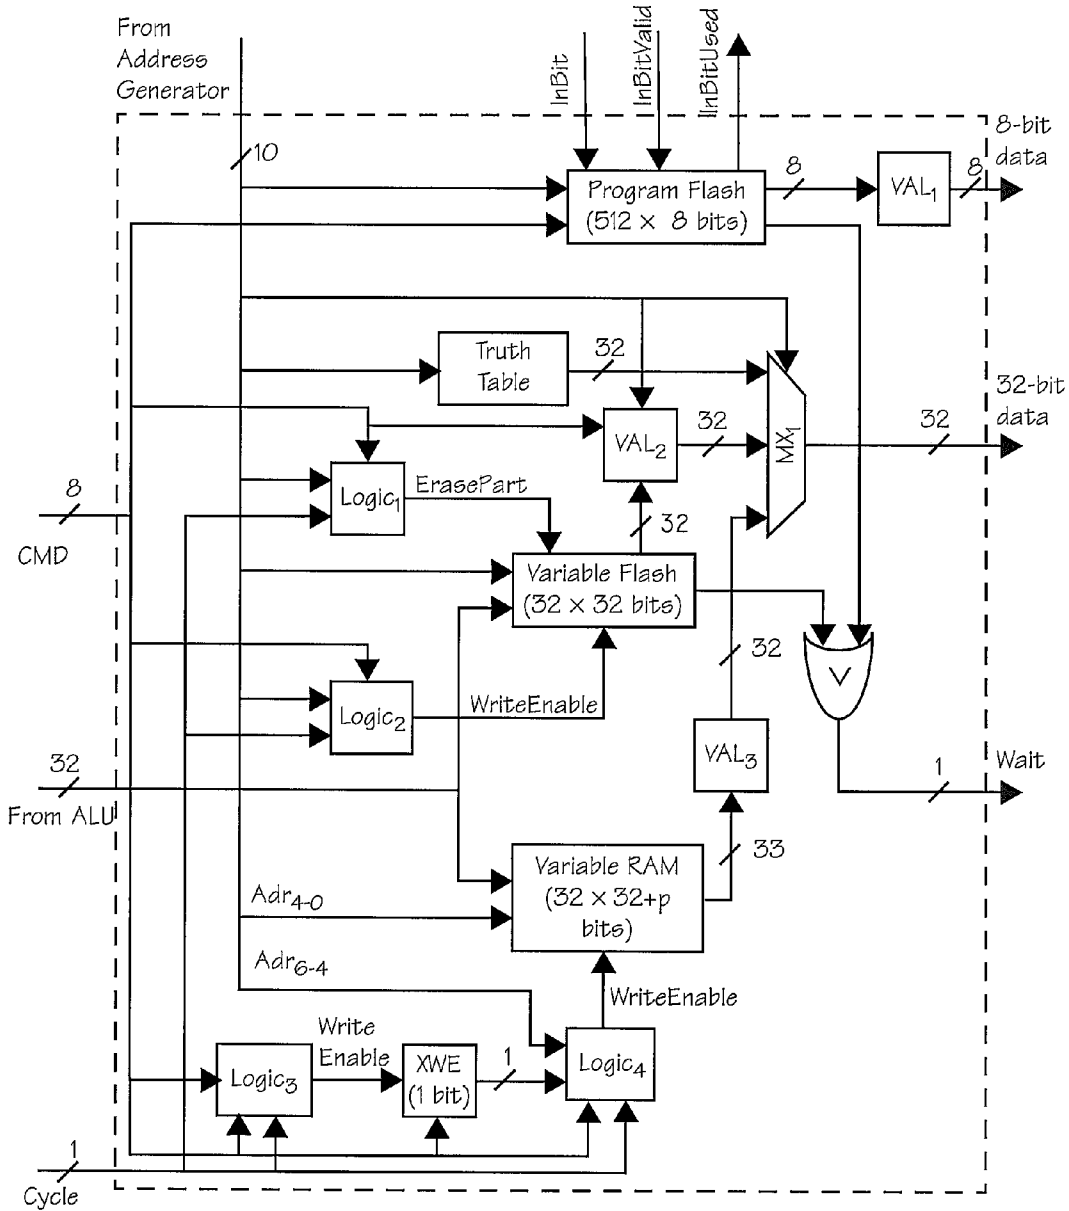 From
Address
Generator
InBit
InBitValid
InBitUsed
8-bit
data
10
8
8
Program Flash
(512 × 8 bits)
VAL1
Truth
Table
32
32-bit
data
32
32
VAL2
MX1
8
CMD
Logic1
ErasePart
32
Variable Flash
(32 × 32 bits)
32
V
Logic2
WriteEnable
VAL3
32
From ALU
1
Wait
33
Variable RAM
(32 × 32+p
bits)
Adr4-0
Adr6-4
WriteEnable
Write
Enable
Logic3
XWE
(1 bit)
1
Logic4
1
Cycle